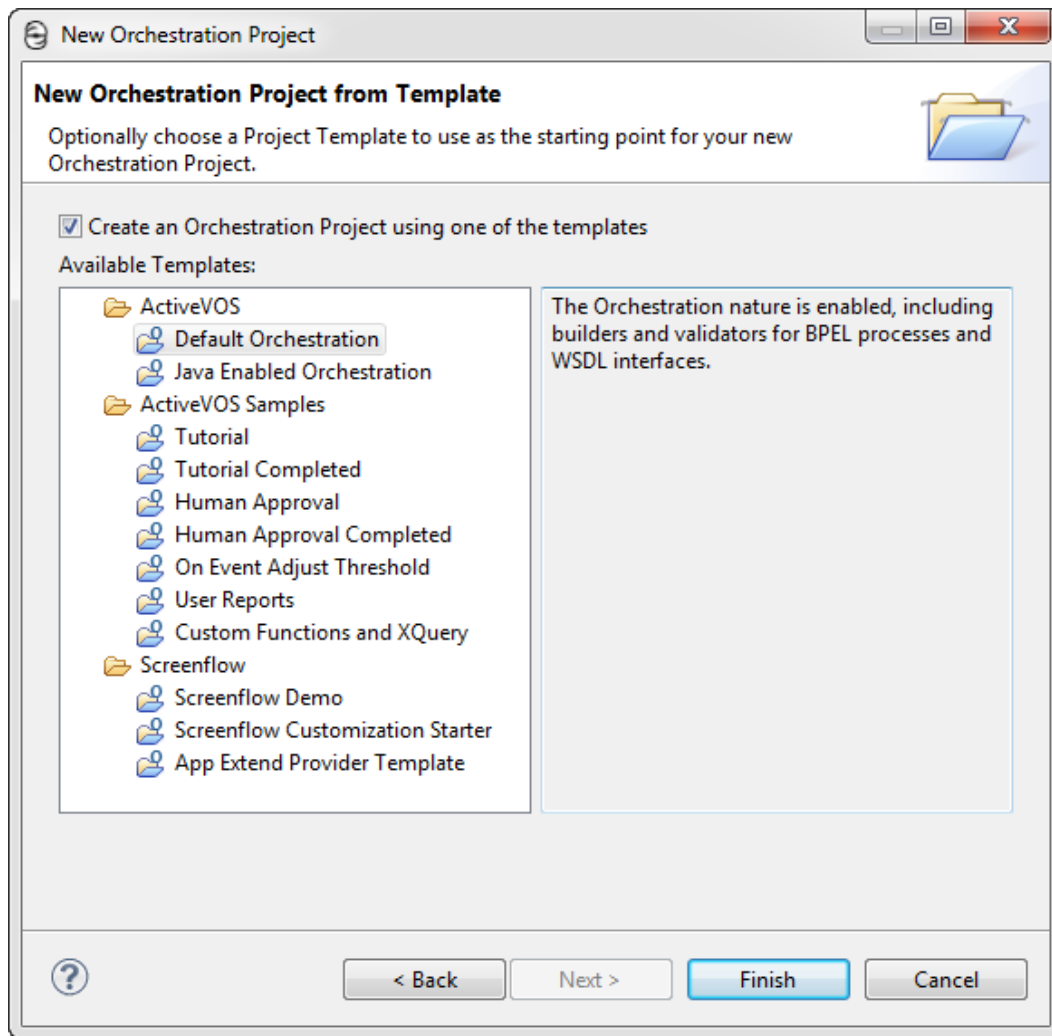 New Orchestration Project
New Orchestration Project from Template
Optionally choose a Project Template to use as the starting point for your new
Orchestration Project.
Create an Orchestration Project using one of the templates
Available Templates:
ActiveVOS
Default Orchestration
Java Enabled Orchestration
ActiveVOS Samples
Tutorial
Tutorial Completed
Human Approval
Human Approval Completed
On Event Adjust Threshold
User Reports
Custom Functions and XQuery
Screenflow
Screenflow Demo
Screenflow Customization Starter
App Extend Provider Template
The Orchestration nature is enabled, including
builders and validators for BPEL processes and
WSDL interfaces.
? < Back Next > Finish Cancel